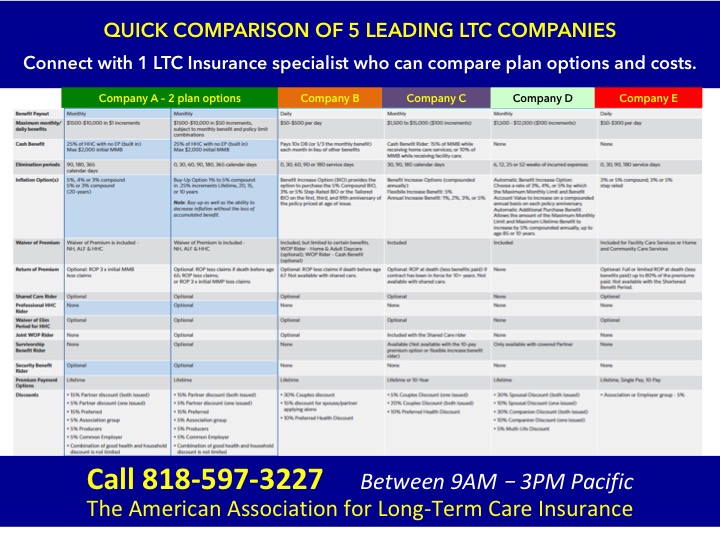 QUICK COMPARISON OF 5 LEADING LTC COMPANIES
Connect with 1 LTC Insurance specialist who can compare plan options and costs.
Company A – 2 plan options Company B Company C Company D Company E
Benefit Payout Monthly Monthly Daily Monthly Monthly Daily
Maximum monthly/ $1500-$10,000 in $1 increments $1500-$10,000 in $50 increments, $50-$500 per day $1,500 to $15,000 ($100 increments) $1,500 - $12,000 ($100 increments) $50-$300 per day
daily benefits subject to monthly and policy limit
combinations
Cash Benefit 25% of HHC with no EP (built in) 25% of HHC with no EP (built in) Pays 10x DB (or 1/3 the monthly benefit) Cash Benefit Rider: 15% of MMB while None None
Max $2,000 initial MMB Max $2,000 initial MMB each month in lieu of other benefits receiving home care services, or 10% of
MMB while receiving facility care.
Elimination periods 90, 180, 365 0, 30, 60, 90, 180, 365 calendar days 0, 30, 60, 90 or 180 service days 30, 90, 180 calendar days 6, 12, 25 or 52 weeks of incurred expenses 0, 30, 90, 180 service days
calendar days
Inflation Option(s) 5%, 4% or 3% compound Buy-Up Option 1% to 5% compound Benefit Increase Option (BIO) provides the Benefit Increase Options (compounded Automatic Benefit Inflation Option 3% or 5% compound; 3% or 5%
5% or 3% compound in .25% increments Lifetime, 20, 15, option to purchase the 5% Compound BIO, annually): Choose a rate of 3%, 4%, or 5% by which step rated
(20-years) or 10 years 3% or 5% Step-Rated BIO or the Tailored Flexible Increase Benefit: 5% the Maximum Monthly Limit and Benefit
BIO on the first, third, and fifth anniversary of Annual Increase Benefit: 1%, 2%, 3%, or 5% Account Value to increase on a compounded
Note: Buy-up as well as the ability to the policy priced at age of issue. annual basis on each policy anniversary.
decrease inflation without the loss of Automatic Additional Purchase Benefit
accumulated benefit. Allows the amount of the Maximum Monthly
Limit and Maximum Lifetime Benefit to
increase by 5% compounded annually, up to
age 85 or 10 years.
Waiver of Premium Waiver of Premium is included - Waiver of Premium is included - Included, but limited to certain benefits. Included Included Included for Facility Care Services or Home
NH, ALF & HHC NH, ALF & HHC WOP Rider - Home & Adult Daycare and Community Care Services
(optional); WOP Rider - Cash Benefit
(optional)
Return of Premium Optional: ROP 3 x initial MMB Optional: ROP less claims if death before age Optional: ROP less claims if death before age Optional: ROP at death (less benefits paid) if None Optional: Full or limited ROP at death (less
less claims 65; ROP less claims; 67. Not available with shared care. contract has been in force for 10+ years. Not benefits paid) up to 80% of the premiums
or ROP 3 x initial MMP less claims available with shared care. paid. Not available with the Shortened
Benefit Period.
Shared Care Rider Optional Optional Optional Optional None Optional
Professional HHC None Optional None None None None
Rider
Waiver of Elim Optional Optional Optional Optional None Optional
Period for HHC
Joint WOP Rider None Optional Optional Included with the Shared Care rider None None
Survivorship None Optional None Available (Not available with the 10-pay Only available with covered Partner None
Benefit Rider premium option or flexible increase benefit
rider)
Security Benefit Optional Optional None None None None
Rider
Premium Payment Lifetime Lifetime Lifetime Lifetime or 10-Year Lifetime Lifetime, Single Pay, 10-Pay
Options
Discounts • 15% Partner discount (both issued) • 15% Partner discount (both issued) • 30% Couples discount • 5% Couples Discount (one issued) • 30% Spousal Discount (both issued) • Association or Employer group - 5%
• 5% Partner discount (one issued) • 5% Partner discount (one issued) • 15% discount for spouses/partner • 20% Couples Discount (both issued) • 10% Spousal Discount (one issued)
• 15% Preferred • 15% Preferred applying alone • 10% Preferred Health Discount • 30% Companion Discount (both issued)
• 5% Association group • 5% Association group • 10% Preferred Health Discount • 10% Companion Discount (one issued)
• 5% Producers • 5% Producers • 5% Multi-Life Discount
• 5% Common Employer • 5% Common Employer
• Combination of good health and household • Combination of good health and household
discount is not limited discount is not limited
Call 818-597-3227 Between 9AM – 3PM Pacific
The American Association for Long-Term Care Insurance